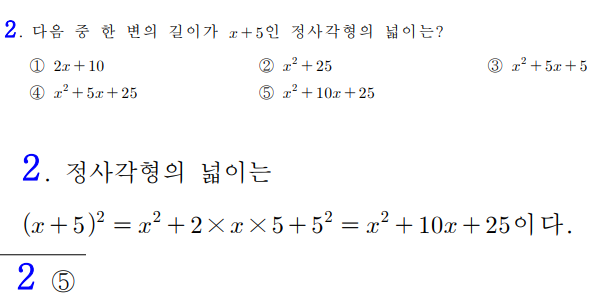 2. 다음 중 한 변의 길이가 x+5인 정사각형의 넓이는?
① 2x+10 ② x²+25 ③ x²+5x+5
④ x²+5x+25 ⑤ x²+10x+25
2. 정사각형의 넓이는
(x+5)²=x²+2×x×5+5²=x²+10x+25이다.
2 ⑤